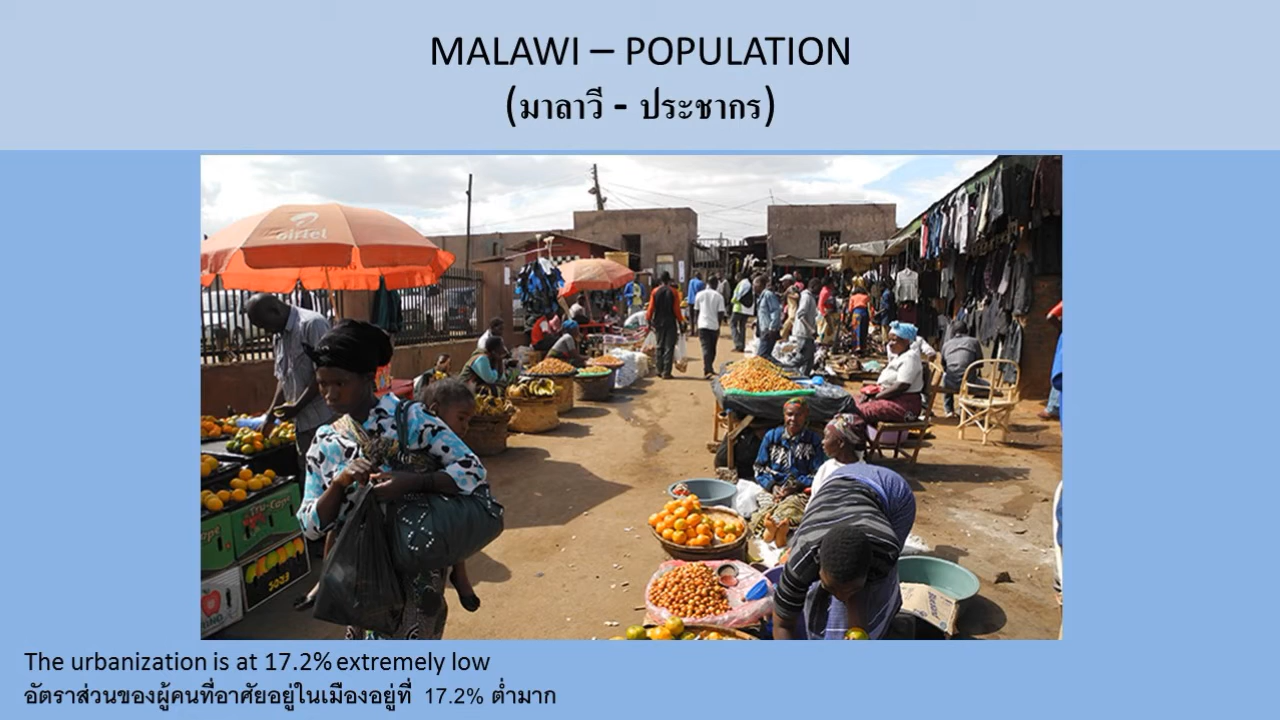 MALAWI – POPULATION
(มาลาวี - ประชากร)
airtel
Tru-Cape
The urbanization is at 17.2% extremely low
อัตราส่วนของผู้คนที่อาศัยอยู่ในเมืองอยู่ที่ 17.2% ต่ำมาก